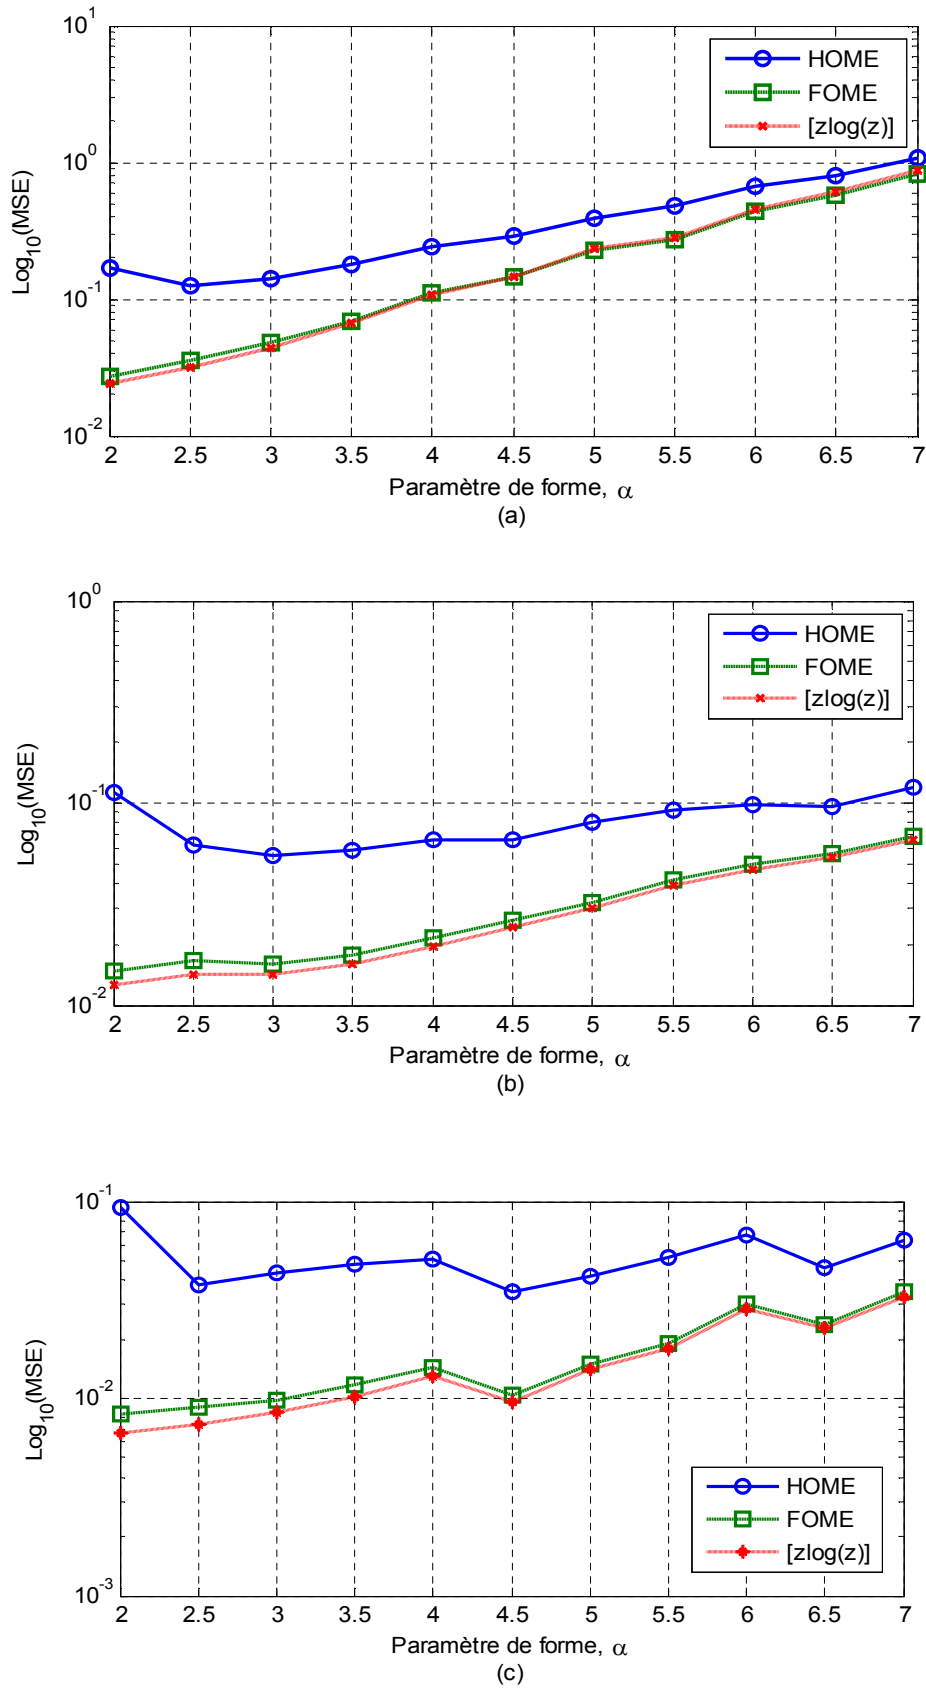 10^1
HOME
FOME
[zlog(z)]
10^0
Log_10(MSE)
10^-1
10^-2
2 2.5 3 3.5 4 4.5 5 5.5 6 6.5 7
Paramètre de forme, α
(a)
10^0
HOME
FOME
[zlog(z)]
Log_10(MSE)
10^-1
10^-2
2 2.5 3 3.5 4 4.5 5 5.5 6 6.5 7
Paramètre de forme, α
(b)
10^-1
Log_10(MSE)
10^-2
HOME
FOME
[zlog(z)]
10^-3
2 2.5 3 3.5 4 4.5 5 5.5 6 6.5 7
Paramètre de forme, α
(c)